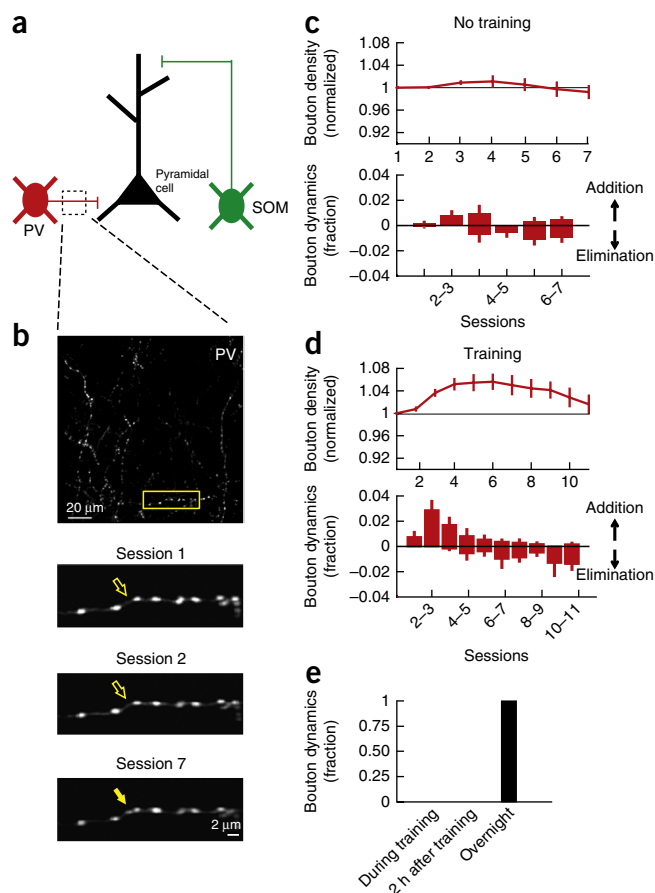 a
Pyramidal
cell
PV
SOM
b
PV
20 μm
Session 1
Session 2
Session 7
2 μm
c
No training
Bouton density
(normalized)
1.08
1.04
1
0.96
0.92
1 2 3 4 5 6 7
Bouton dynamics
(fraction)
0.04
0.02
0
−0.02
−0.04
Addition
Elimination
2–3 4–5 6–7
Sessions
d
Training
Bouton density
(normalized)
1.08
1.04
1
0.96
0.92
2 4 6 8 10
Bouton dynamics
(fraction)
0.04
0.02
0
−0.02
−0.04
Addition
Elimination
2–3 4–5 6–7 8–9 10–11
Sessions
e
Bouton dynamics
(fraction)
1
0.75
0.50
0.25
0
During training
2 h after training
Overnight